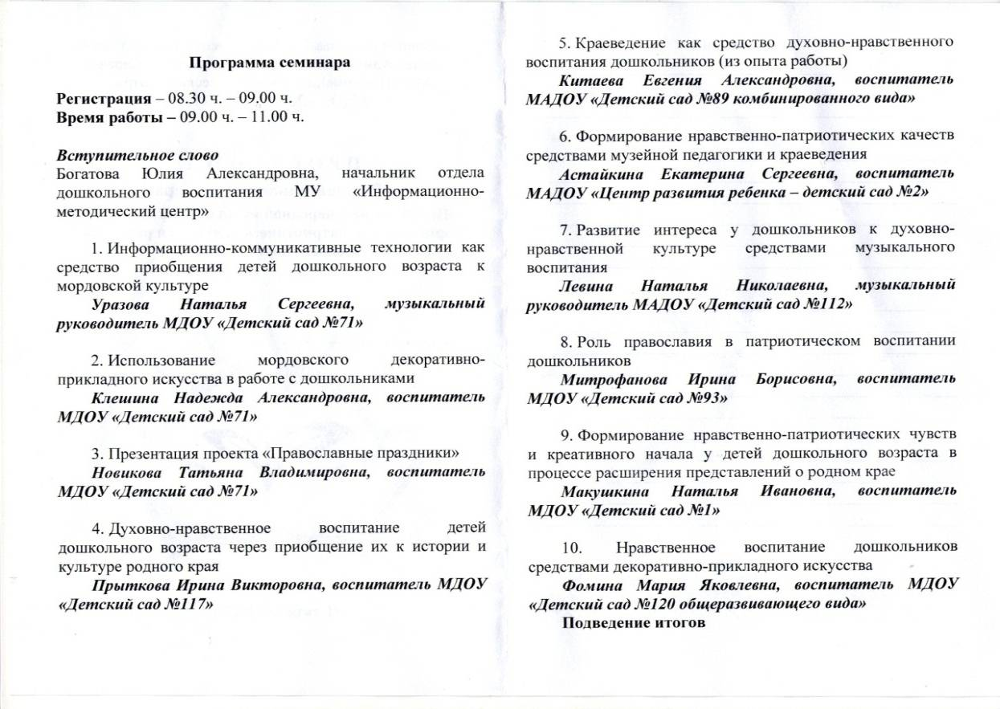 Программа семинара
Регистрация – 08.30 ч. – 09.00 ч.
Время работы – 09.00 ч. – 11.00 ч.
Вступительное слово
Богатова Юлия Александровна, начальник отдела
дошкольного воспитания МУ «Информационно-
методический центр»
1. Информационно-коммуникативные технологии как
средство приобщения детей дошкольного возраста к
мордовской культуре
Уразова Наталья Сергеевна, музыкальный
руководитель МДОУ «Детский сад №71»
2. Использование мордовского декоративно-
прикладного искусства в работе с дошкольниками
Клешина Надежда Александровна, воспитатель
МДОУ «Детский сад №71»
3. Презентация проекта «Православные праздники»
Новикова Татьяна Владимировна, воспитатель
МДОУ «Детский сад №71»
4. Духовно-нравственное воспитание детей
дошкольного возраста через приобщение их к истории и
культуре родного края
Прыткова Ирина Викторовна, воспитатель МДОУ
«Детский сад №117»
5. Краеведение как средство духовно-нравственного
воспитания дошкольников (из опыта работы)
Китаева Евгения Александровна, воспитатель
МАДОУ «Детский сад №89 комбинированного вида»
6. Формирование нравственно-патриотических качеств
средствами музейной педагогики и краеведения
Астайкина Екатерина Сергеевна, воспитатель
МАДОУ «Центр развития ребенка – детский сад №2»
7. Развитие интереса у дошкольников к духовно-
нравственной культуре средствами музыкального
воспитания
Левина Наталья Николаевна, музыкальный
руководитель МАДОУ «Детский сад №112»
8. Роль православия в патриотическом воспитании
дошкольников
Митрофанова Ирина Борисовна, воспитатель
МДОУ «Детский сад №93»
9. Формирование нравственно-патриотических чувств
и креативного начала у детей дошкольного возраста в
процессе расширения представлений о родном крае
Макушкина Наталья Ивановна, воспитатель
МДОУ «Детский сад №1»
10. Нравственное воспитание дошкольников
средствами декоративно-прикладного искусства
Фомина Мария Яковлевна, воспитатель МДОУ
«Детский сад №120 общеразвивающего вида»
Подведение итогов